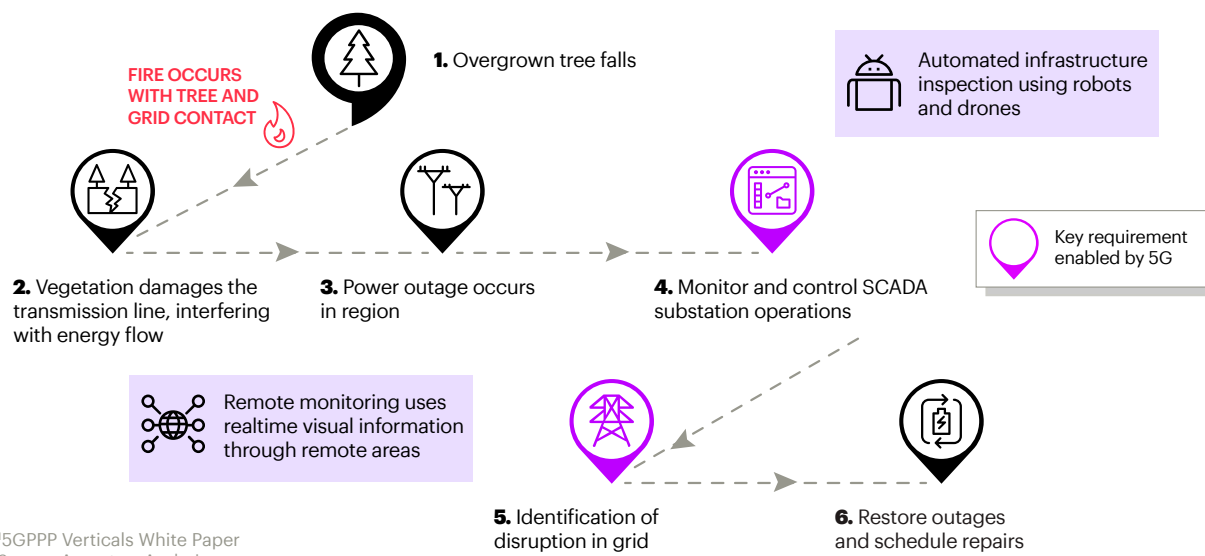 1. Overgrown tree falls
FIRE OCCURS
WITH TREE AND
GRID CONTACT
Automated infrastructure
inspection using robots
and drones
Key requirement
enabled by 5G
2. Vegetation damages the
transmission line, interfering
with energy flow
3. Power outage occurs
in region
4. Monitor and control SCADA
substation operations
Remote monitoring uses
realtime visual information
through remote areas
5. Identification of
disruption in grid
6. Restore outages
and schedule repairs
5GPPP Verticals White Paper